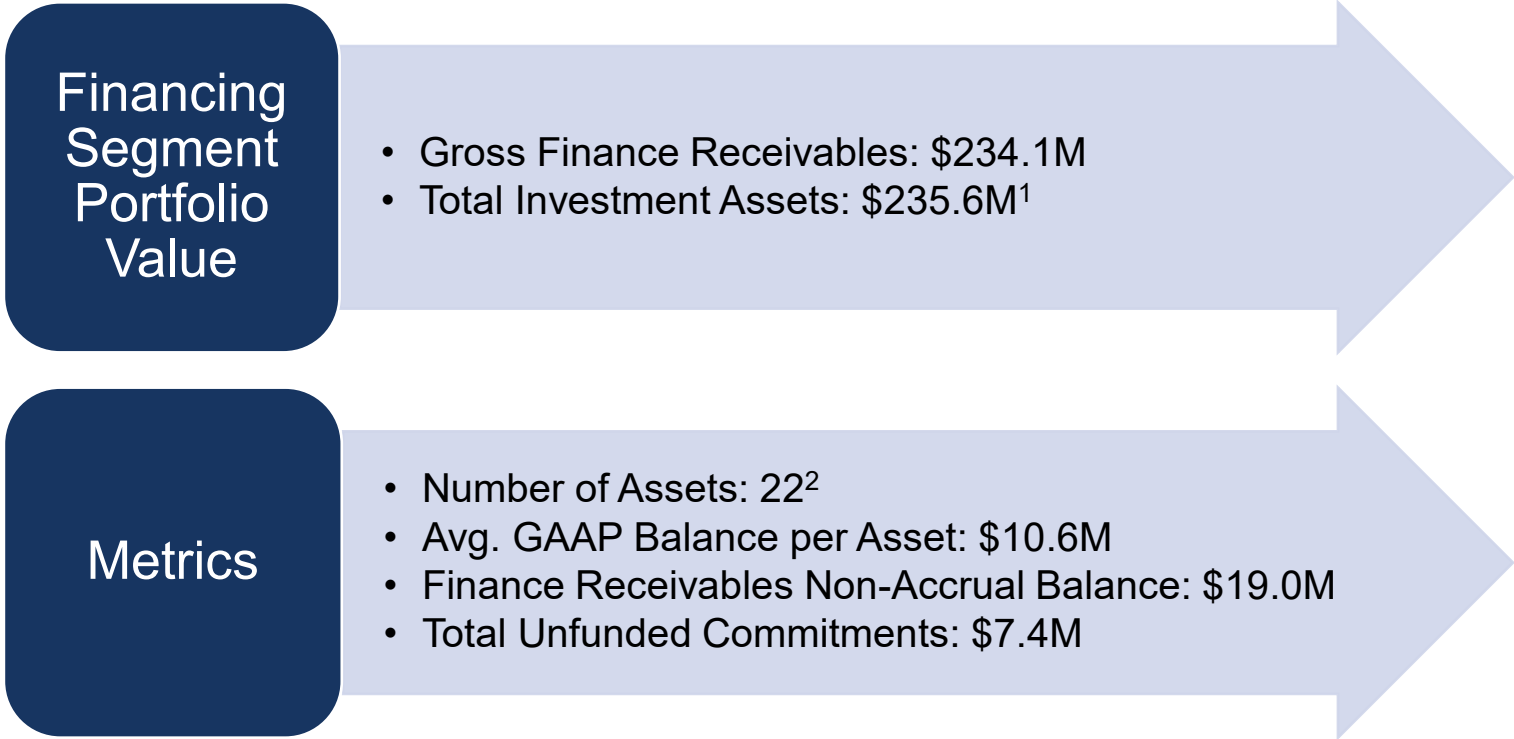 Financing
Segment
Portfolio
Value
• Gross Finance Receivables: $234.1M
• Total Investment Assets: $235.6M¹
Metrics
• Number of Assets: 22²
• Avg. GAAP Balance per Asset: $10.6M
• Finance Receivables Non-Accrual Balance: $19.0M
• Total Unfunded Commitments: $7.4M